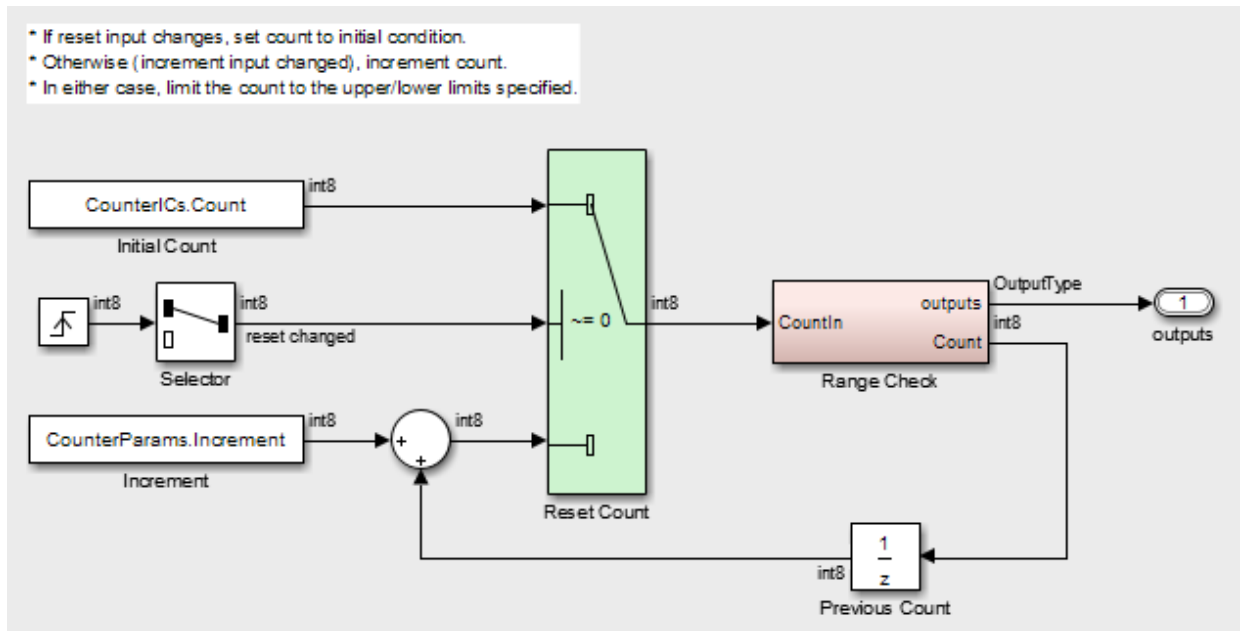 * If reset input changes, set count to initial condition.
* Otherwise (increment input changed), increment count.
* In either case, limit the count to the upper/lower limits specified.
CounterICs.Count
int8
Initial Count
int8
int8
reset changed
Selector
CounterParams.Increment
int8
Increment
+
+
int8
~= 0
int8
Reset Count
CountIn
outputs
Count
Range Check
OutputType
int8
1
outputs
1
z
int8
Previous Count